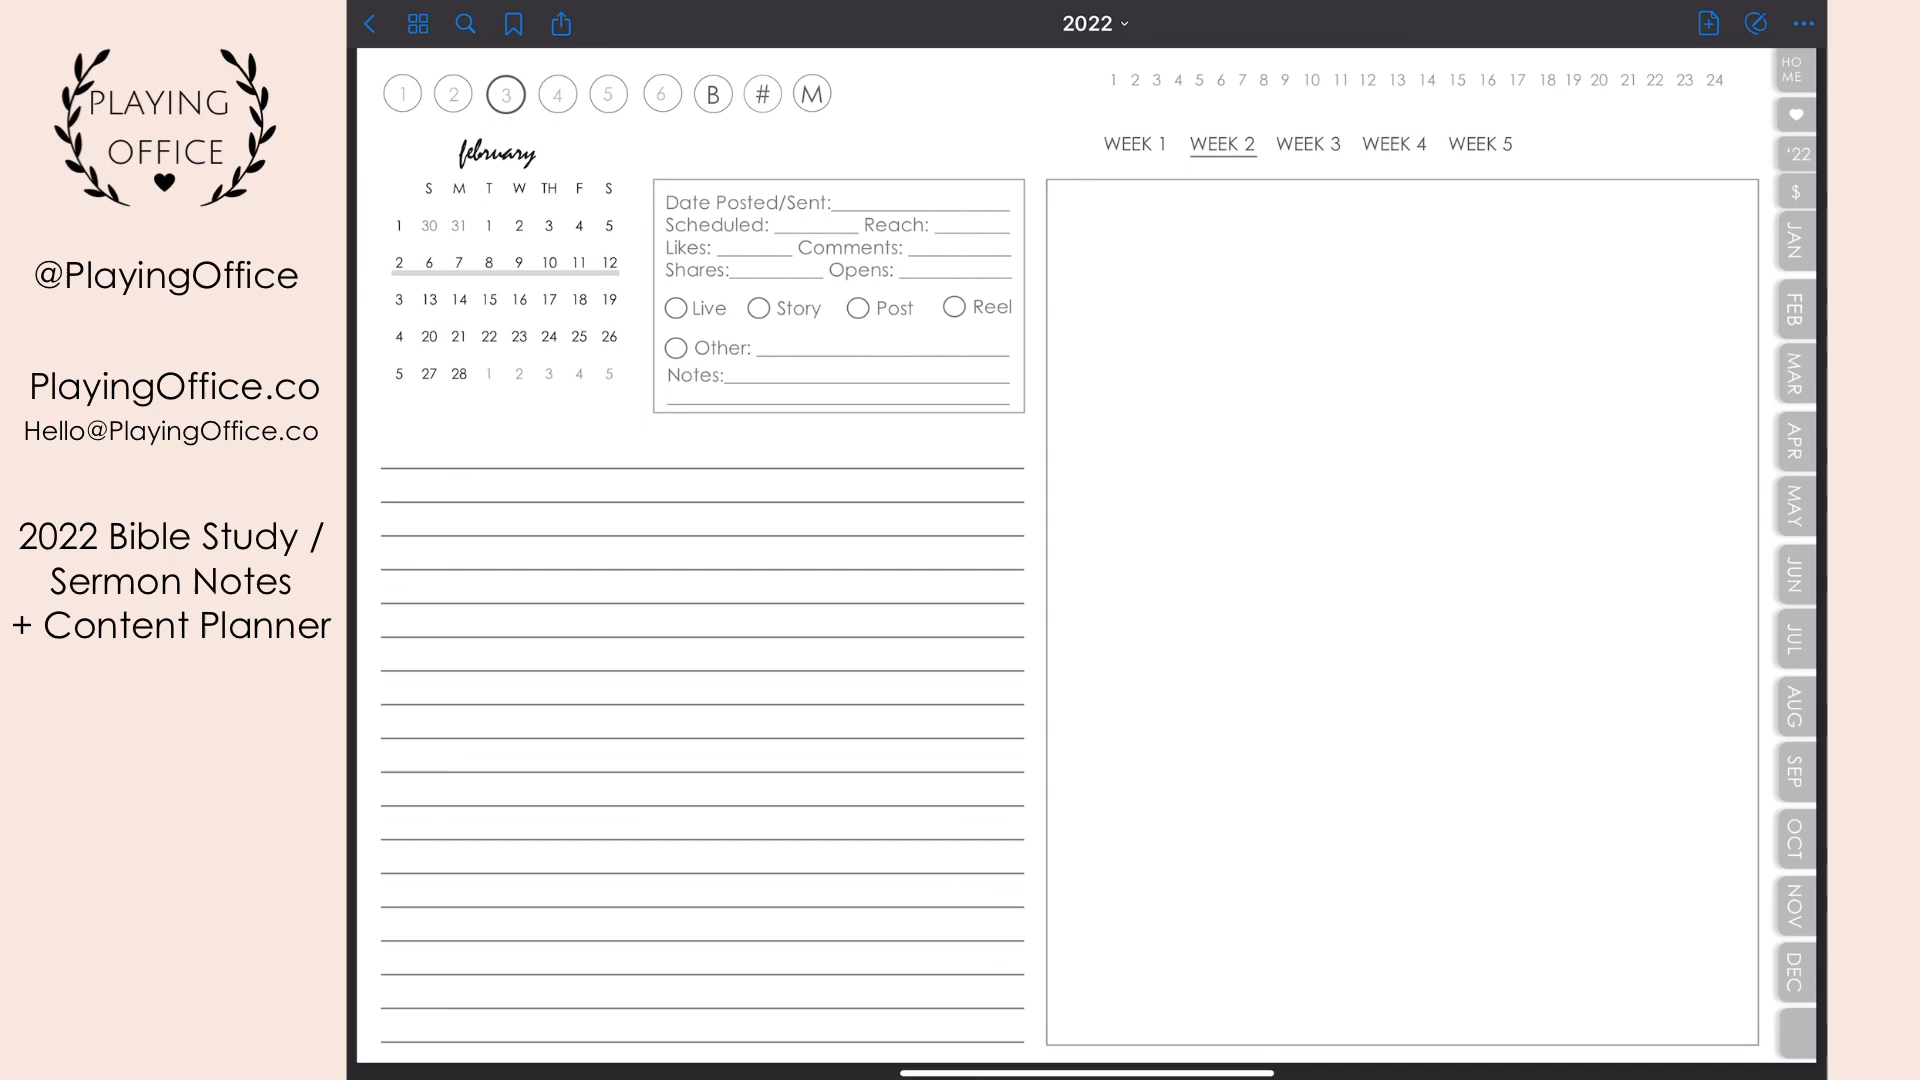 PLAYING
OFFICE
@PlayingOffice
PlayingOffice.co
Hello@PlayingOffice.co
2022 Bible Study /
Sermon Notes
+ Content Planner
2022
1 2 3 4 5 6 B # M
february
S M T W TH F S
1 30 31 1 2 3 4 5
2 6 7 8 9 10 11 12
3 13 14 15 16 17 18 19
4 20 21 22 23 24 25 26
5 27 28 1 2 3 4 5
Date Posted/Sent:
Scheduled: Reach:
Likes: Comments:
Shares: Opens:
Live Story Post Reel
Other:
Notes:
1 2 3 4 5 6 7 8 9 10 11 12 13 14 15 16 17 18 19 20 21 22 23 24
WEEK 1 WEEK 2 WEEK 3 WEEK 4 WEEK 5
HO
ME
'22
$
JAN
FEB
MAR
APR
MAY
JUN
JUL
AUG
SEP
OCT
NOV
DEC